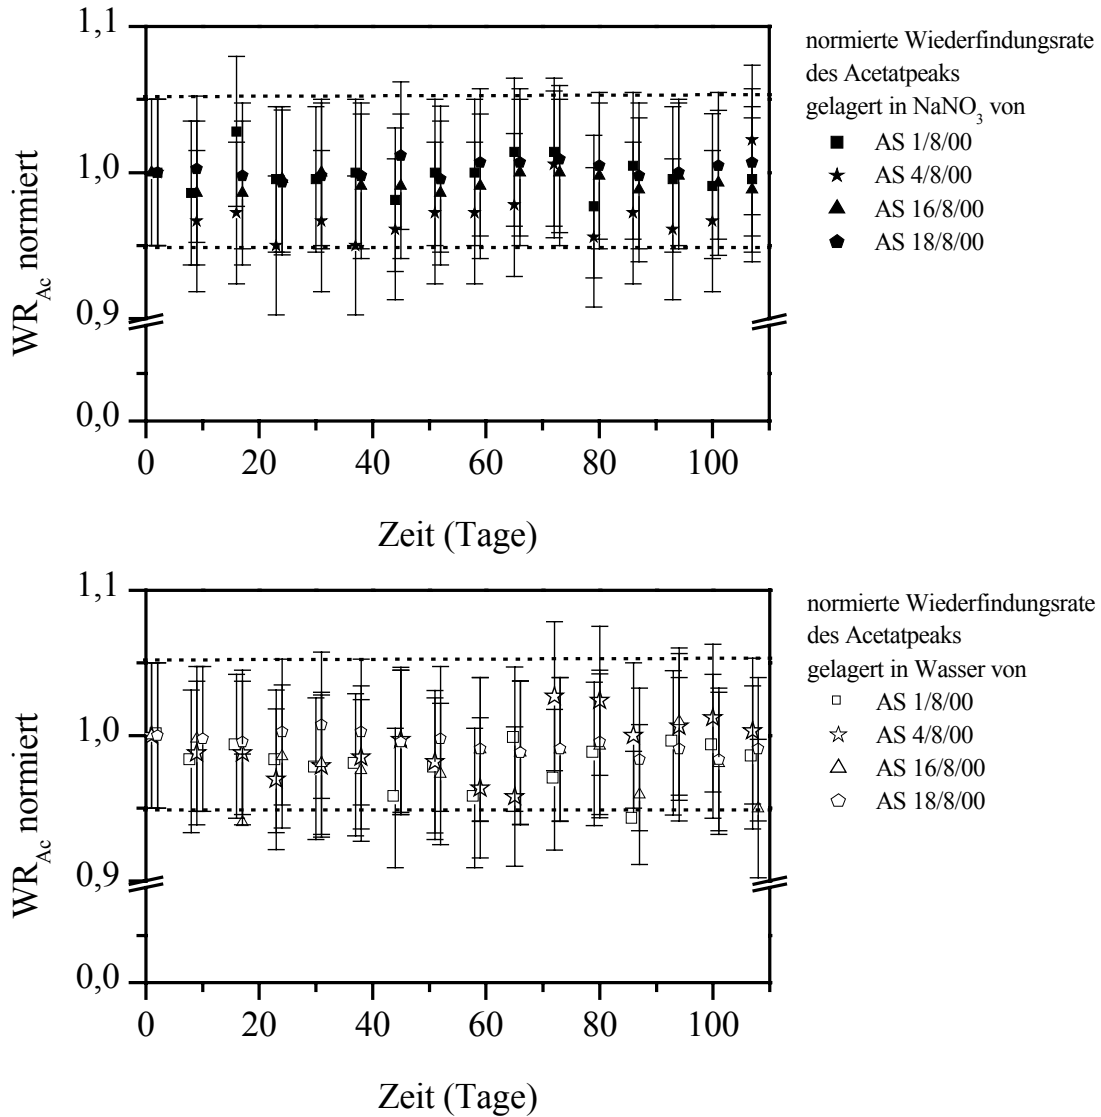 1,1
1,0
0,9
0,0
WR_Ac normiert
0 20 40 60 80 100
Zeit (Tage)
normierte Wiederfindungsrate
des Acetatpeaks
gelagert in NaNO₃ von
AS 1/8/00
AS 4/8/00
AS 16/8/00
AS 18/8/00
1,1
1,0
0,9
0,0
WR_Ac normiert
0 20 40 60 80 100
Zeit (Tage)
normierte Wiederfindungsrate
des Acetatpeaks
gelagert in Wasser von
AS 1/8/00
AS 4/8/00
AS 16/8/00
AS 18/8/00